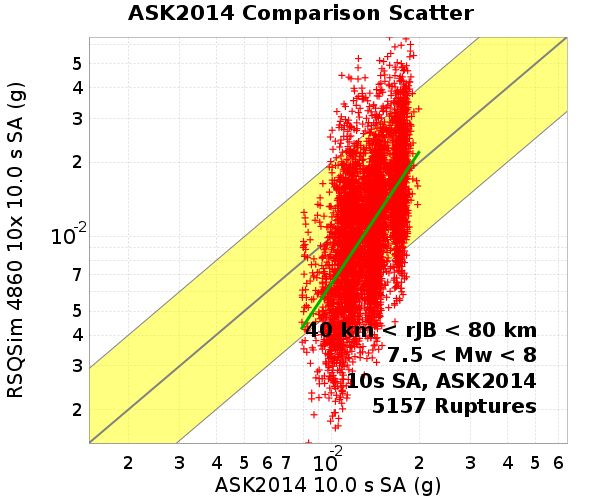 ASK2014 Comparison Scatter
RSQSim 4860 10x 10.0 s SA (g)
5
4
3
2
10-2
7
5
4
3
2
40 km < rJB < 80 km
7.5 < Mw < 8
10s SA, ASK2014
5157 Ruptures
2 3 4 5 6 7 10-2 2 3 4 5 6
ASK2014 10.0 s SA (g)